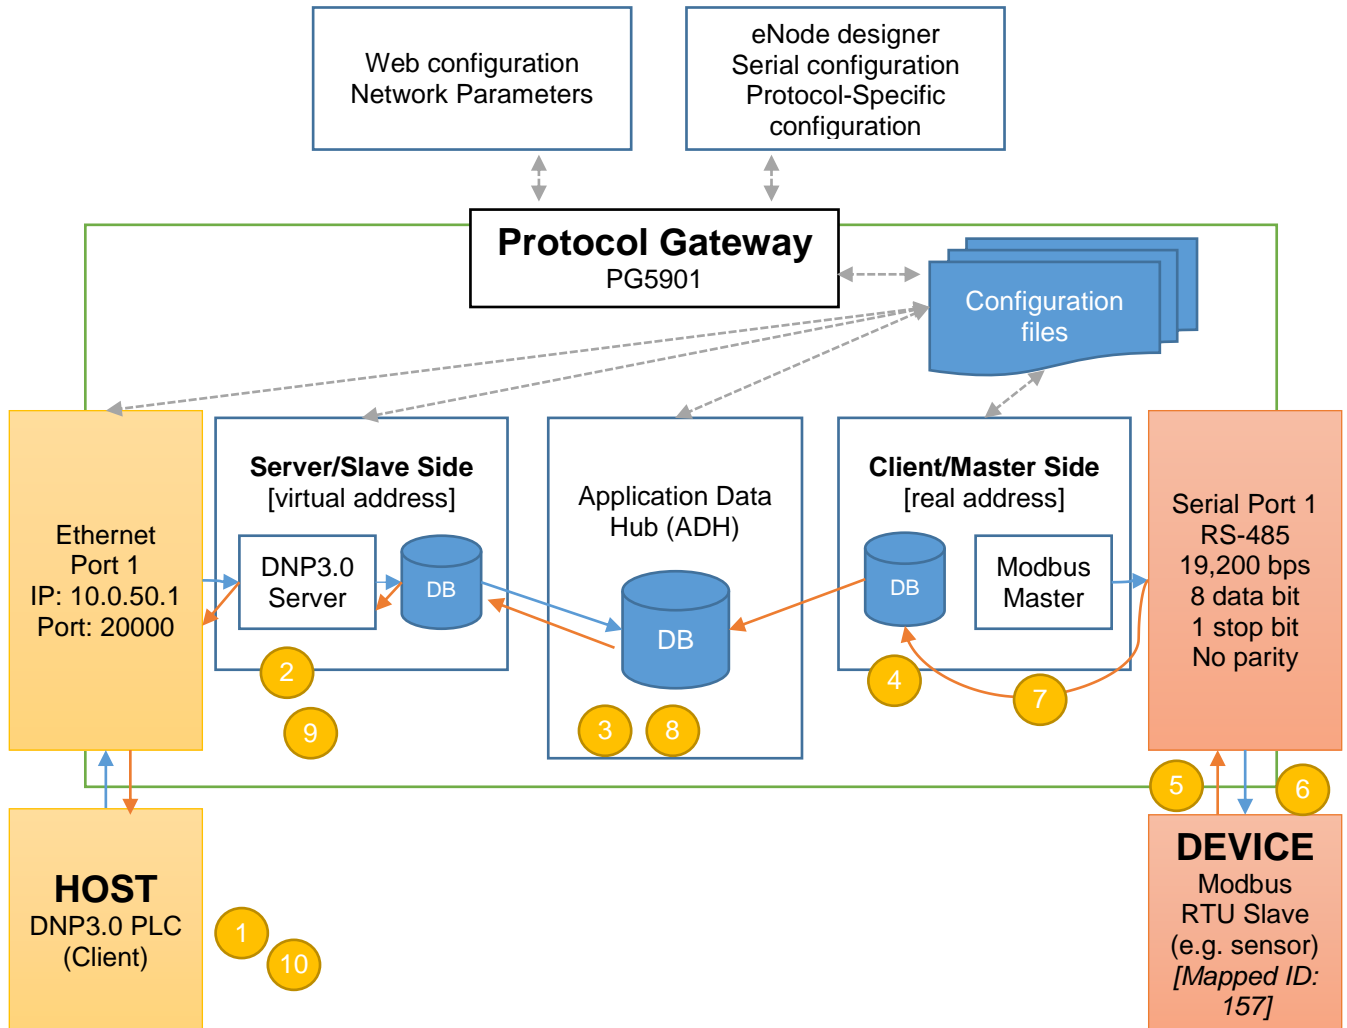 Web configuration
Network Parameters
eNode designer
Serial configuration
Protocol-Specific
configuration
Protocol Gateway
PG5901
Configuration
files
Ethernet
Port 1
IP: 10.0.50.1
Port: 20000
Server/Slave Side
[virtual address]
DNP3.0
Server
DB
2
9
Application Data
Hub (ADH)
DB
3
8
Client/Master Side
[real address]
DB
Modbus
Master
4
7
Serial Port 1
RS-485
19,200 bps
8 data bit
1 stop bit
No parity
5
6
HOST
DNP3.0 PLC
(Client)
1
10
DEVICE
Modbus
RTU Slave
(e.g. sensor)
[Mapped ID:
157]